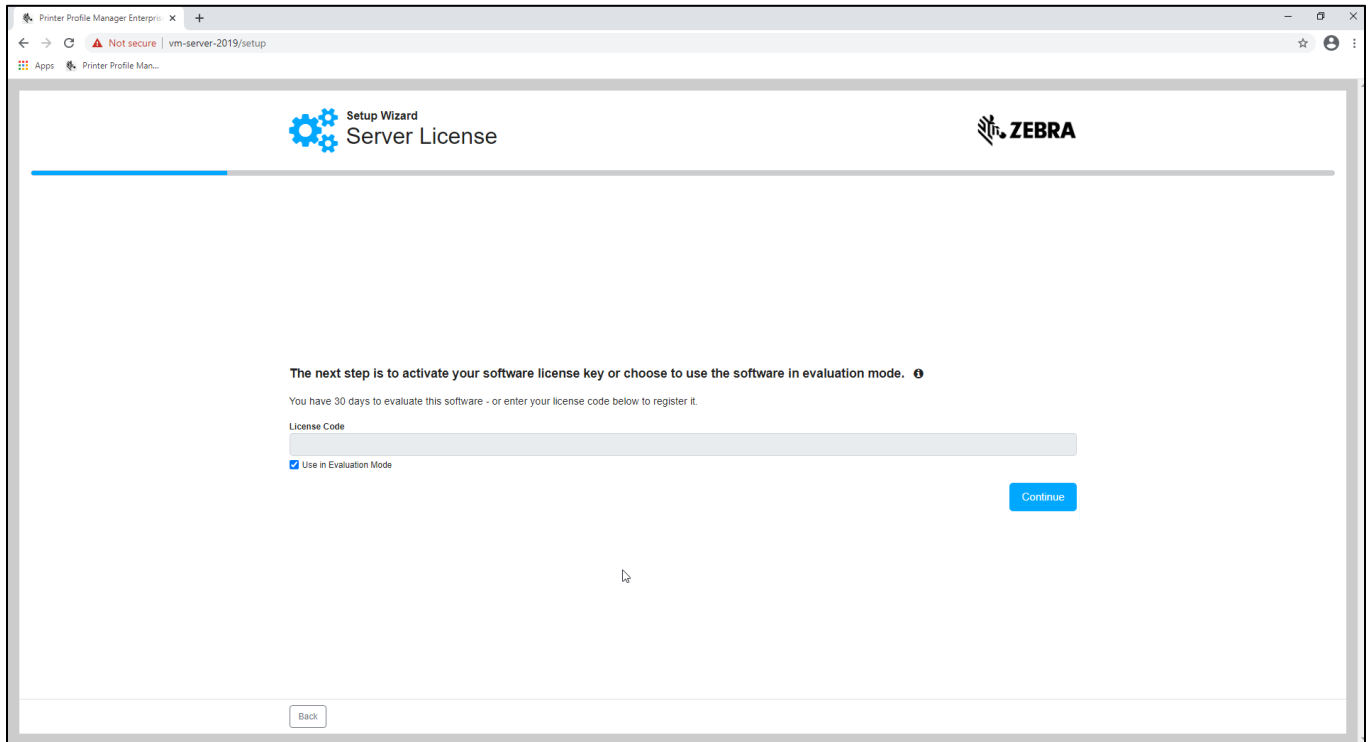 Printer Profile Manager Enterpris
Not secure | vm-server-2019/setup
Apps Printer Profile Man...
Setup Wizard
Server License
ZEBRA
The next step is to activate your software license key or choose to use the software in evaluation mode.
You have 30 days to evaluate this software - or enter your license code below to register it.
License Code
Use in Evaluation Mode
Continue
Back